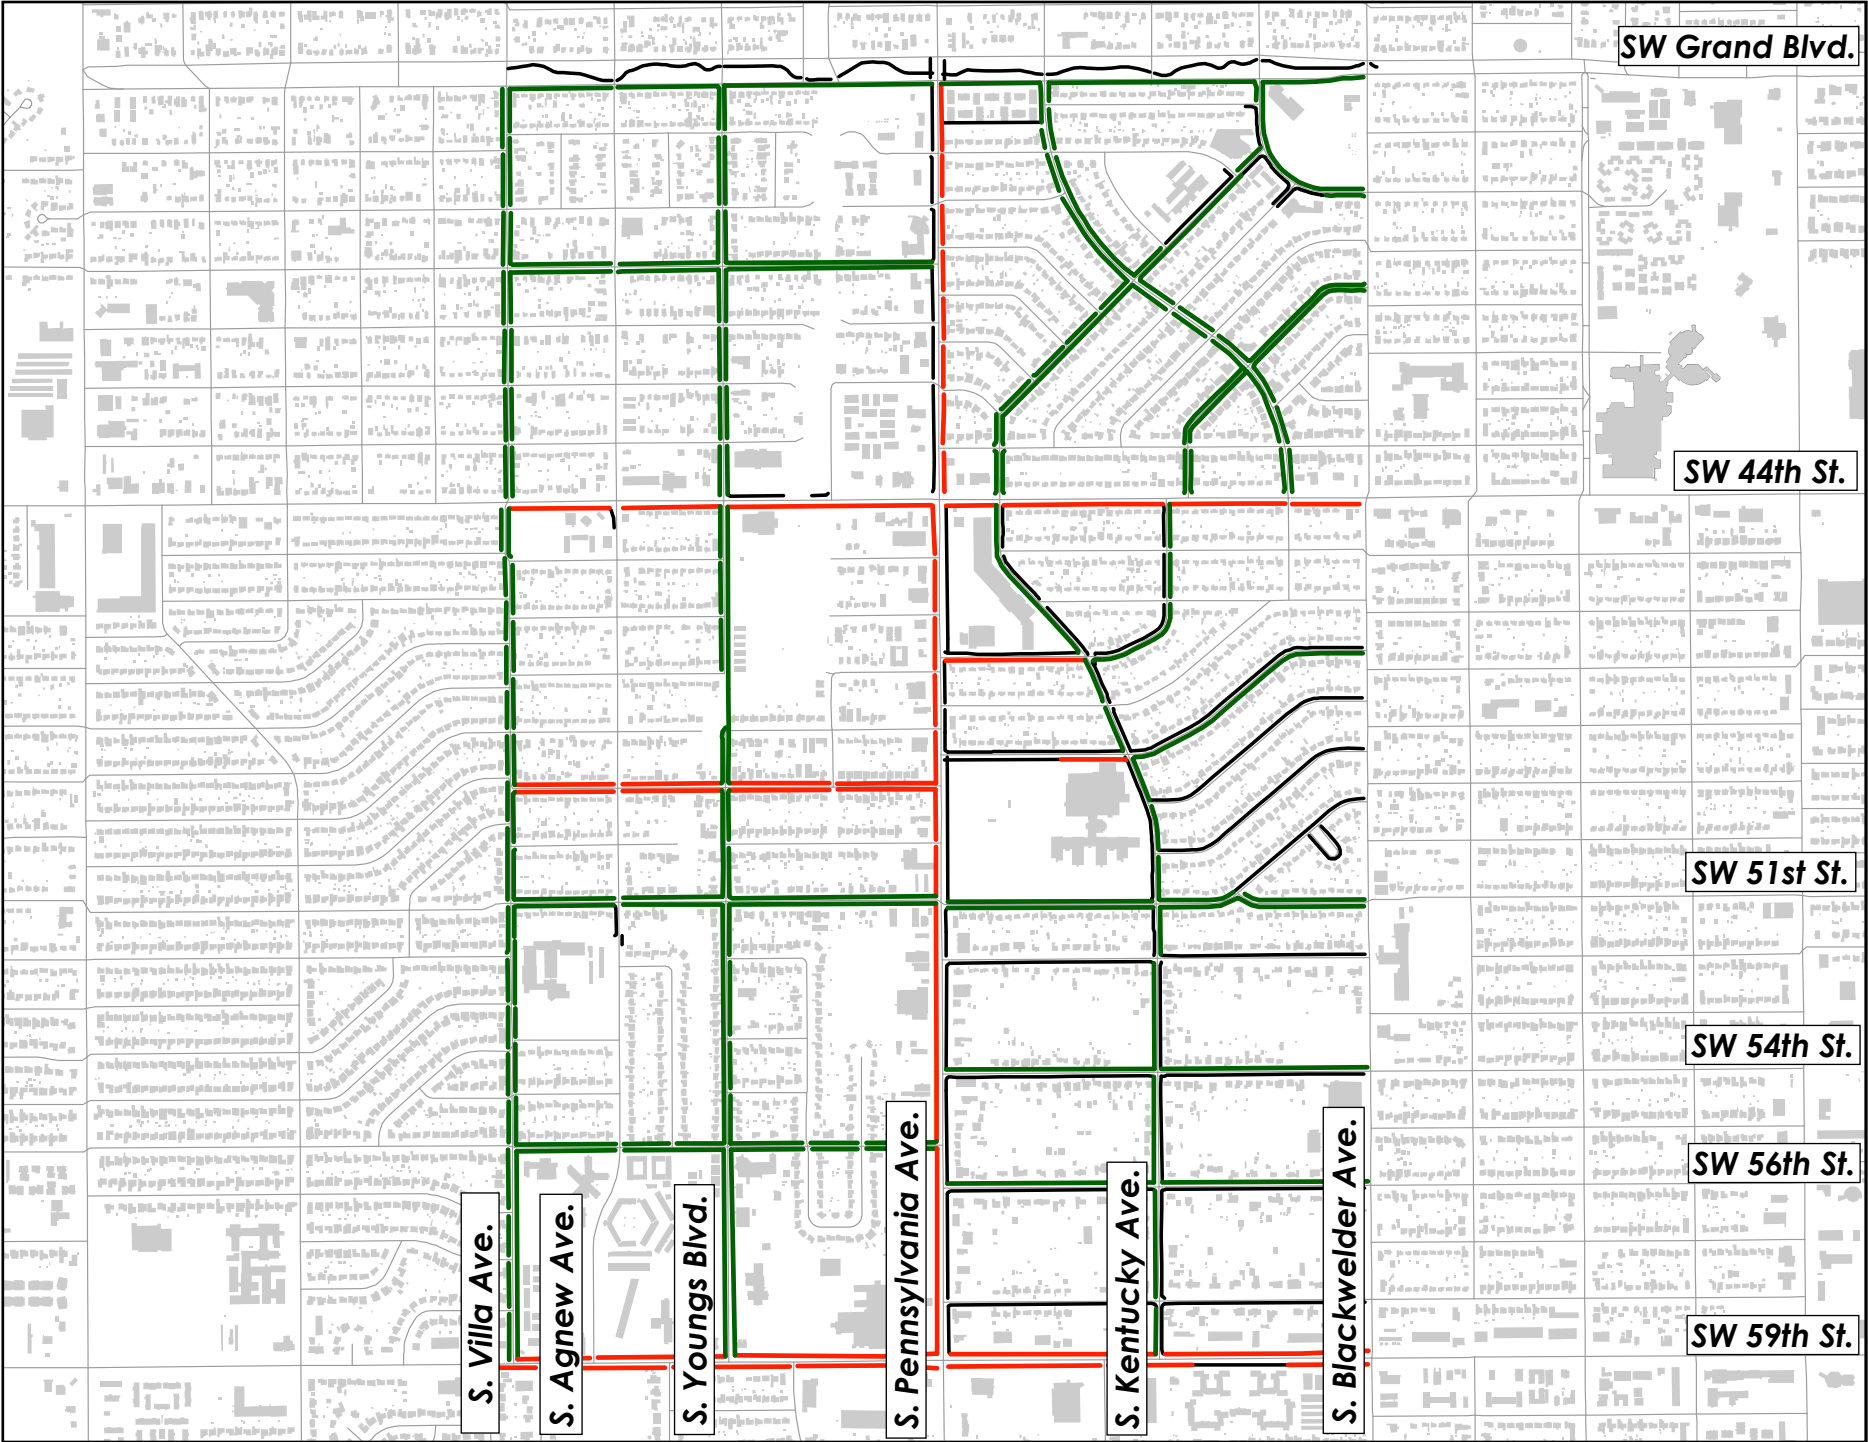 SW Grand Blvd.
SW 44th St.
SW 51st St.
SW 54th St.
SW 56th St.
SW 59th St.
S. Villa Ave.
S. Agnew Ave.
S. Youngs Blvd.
S. Pennsylvania Ave.
S. Kentucky Ave.
S. Blackwelder Ave.